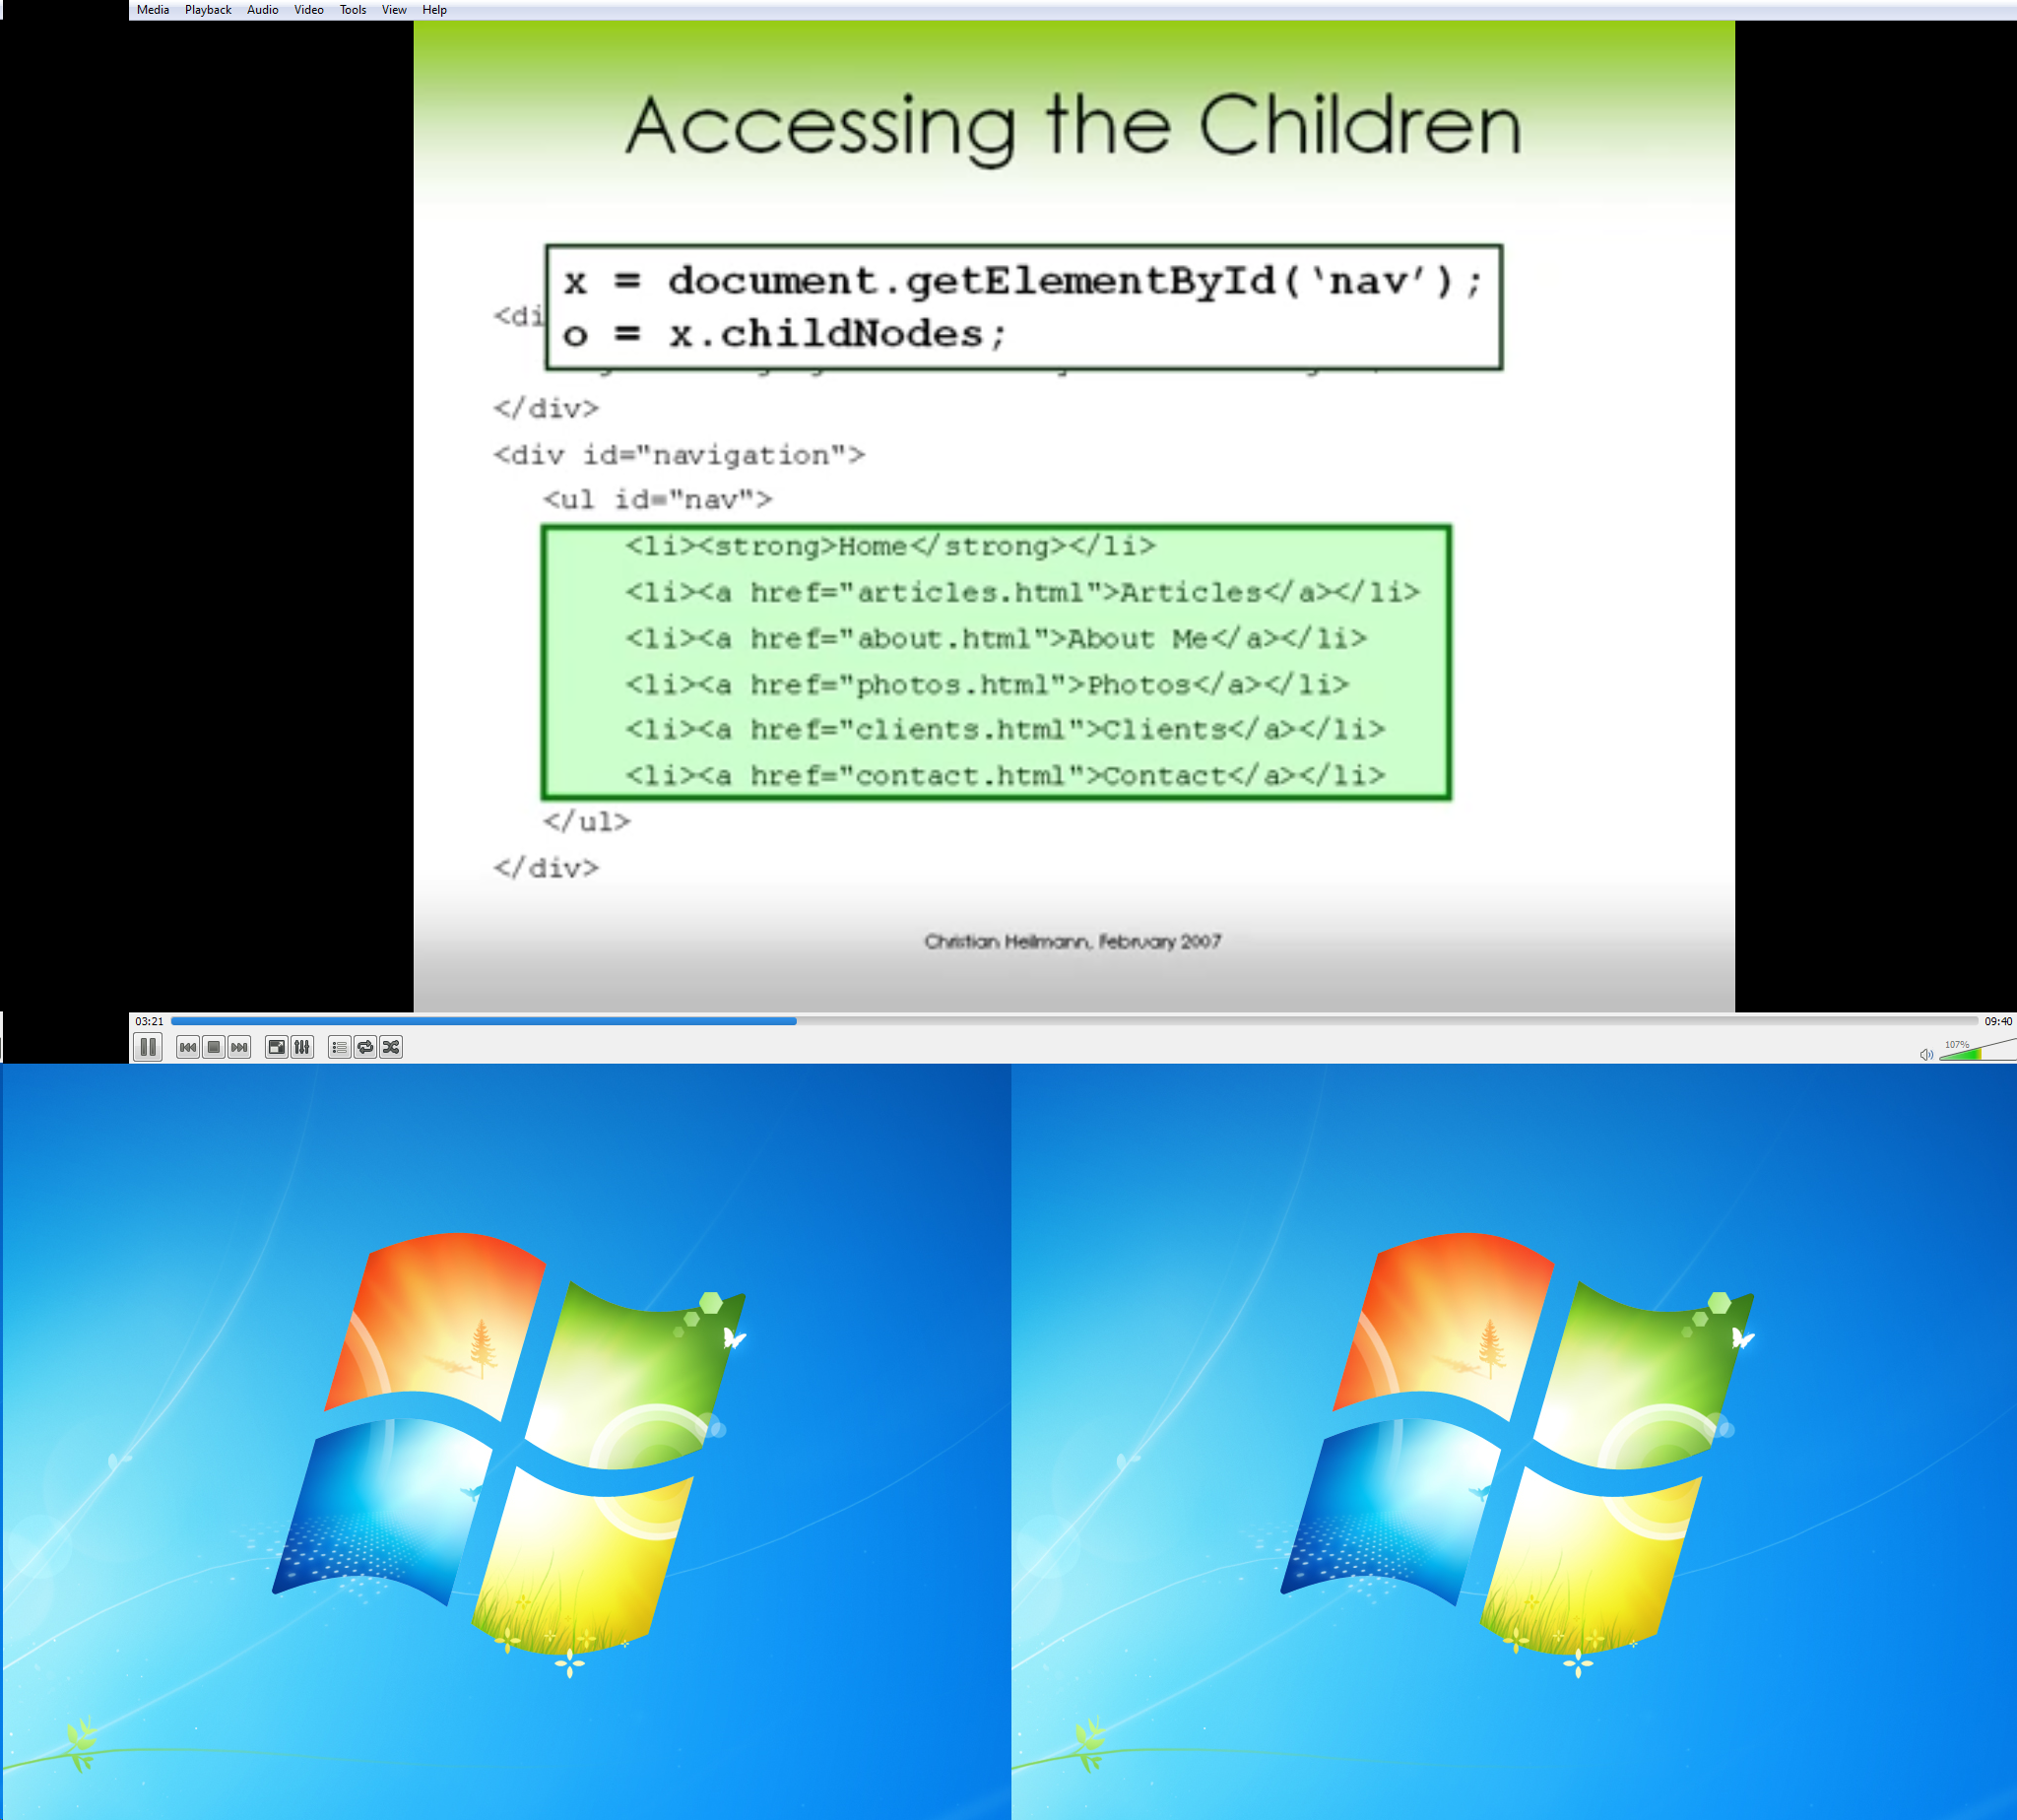 Media Playback Audio Video Tools View Help
Accessing the Children
x = document.getElementById(‘nav’);
<di
o = x.childNodes;
</div>
<div id="navigation">
<ul id="nav">
<li><strong>Home</strong></li>
<li><a href="articles.html">Articles</a></li>
<li><a href="about.html">About Me</a></li>
<li><a href="photos.html">Photos</a></li>
<li><a href="clients.html">Clients</a></li>
<li><a href="contact.html">Contact</a></li>
</ul>
</div>
Christian Heilmann, February 2007
03:21 09:40
107%